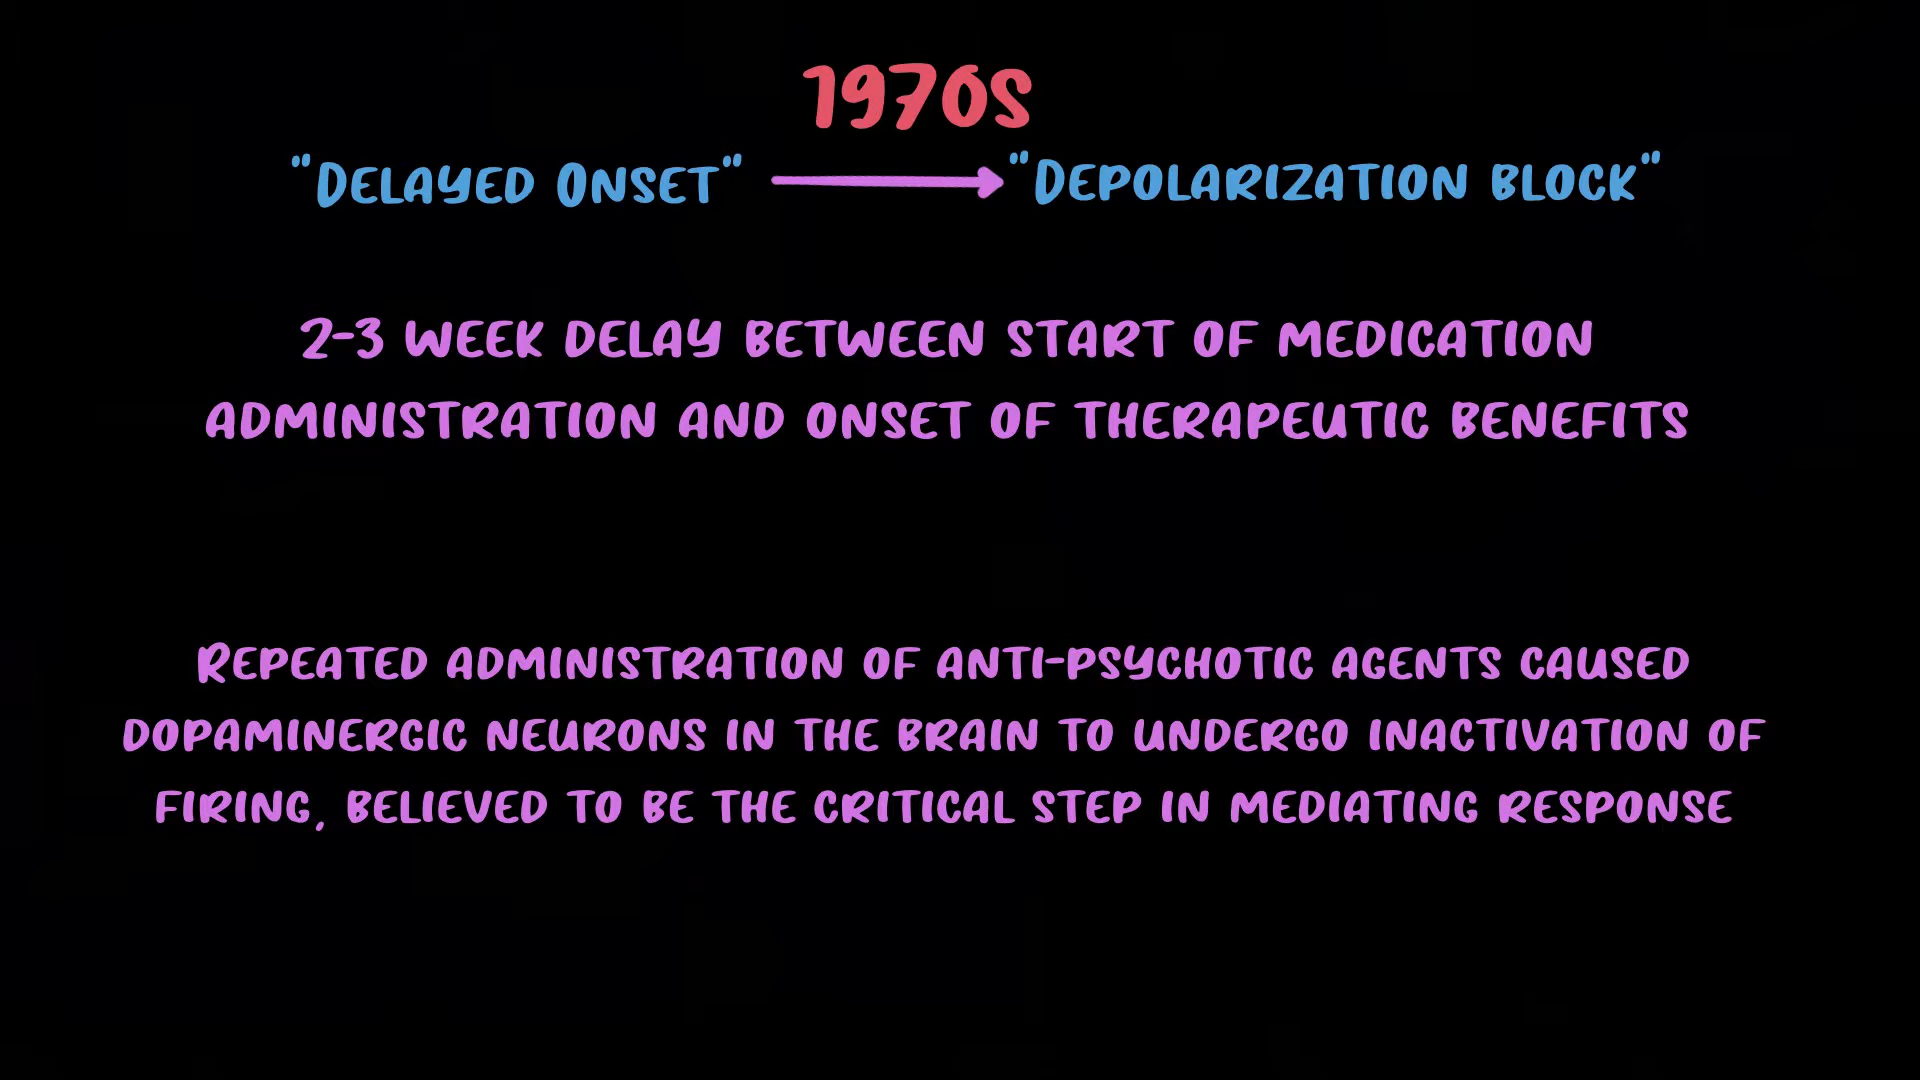 1970s
"Delayed Onset" "Depolarization block"
2-3 week delay between start of medication
administration and onset of therapeutic benefits
Repeated administration of anti-psychotic agents caused
dopaminergic neurons in the brain to undergo inactivation of
firing, believed to be the critical step in mediating response